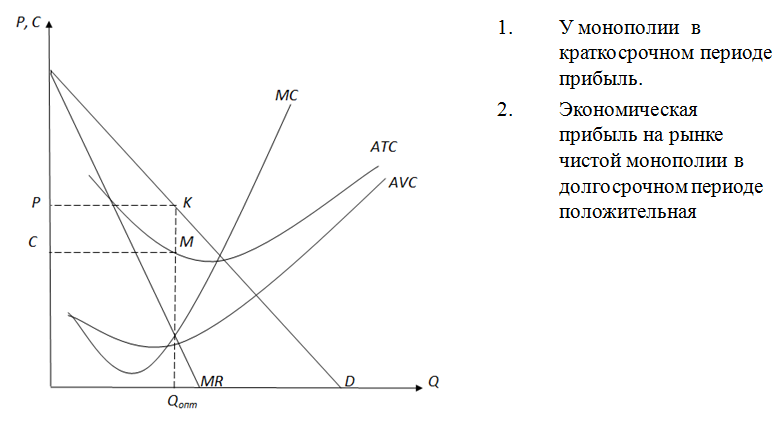 P, C
MC
ATC
AVC
P
K
C
M
MR
D
Q
Qопт
1. У монополии в
краткосрочном периоде
прибыль.
2. Экономическая
прибыль на рынке
чистой монополии в
долгосрочном периоде
положительная